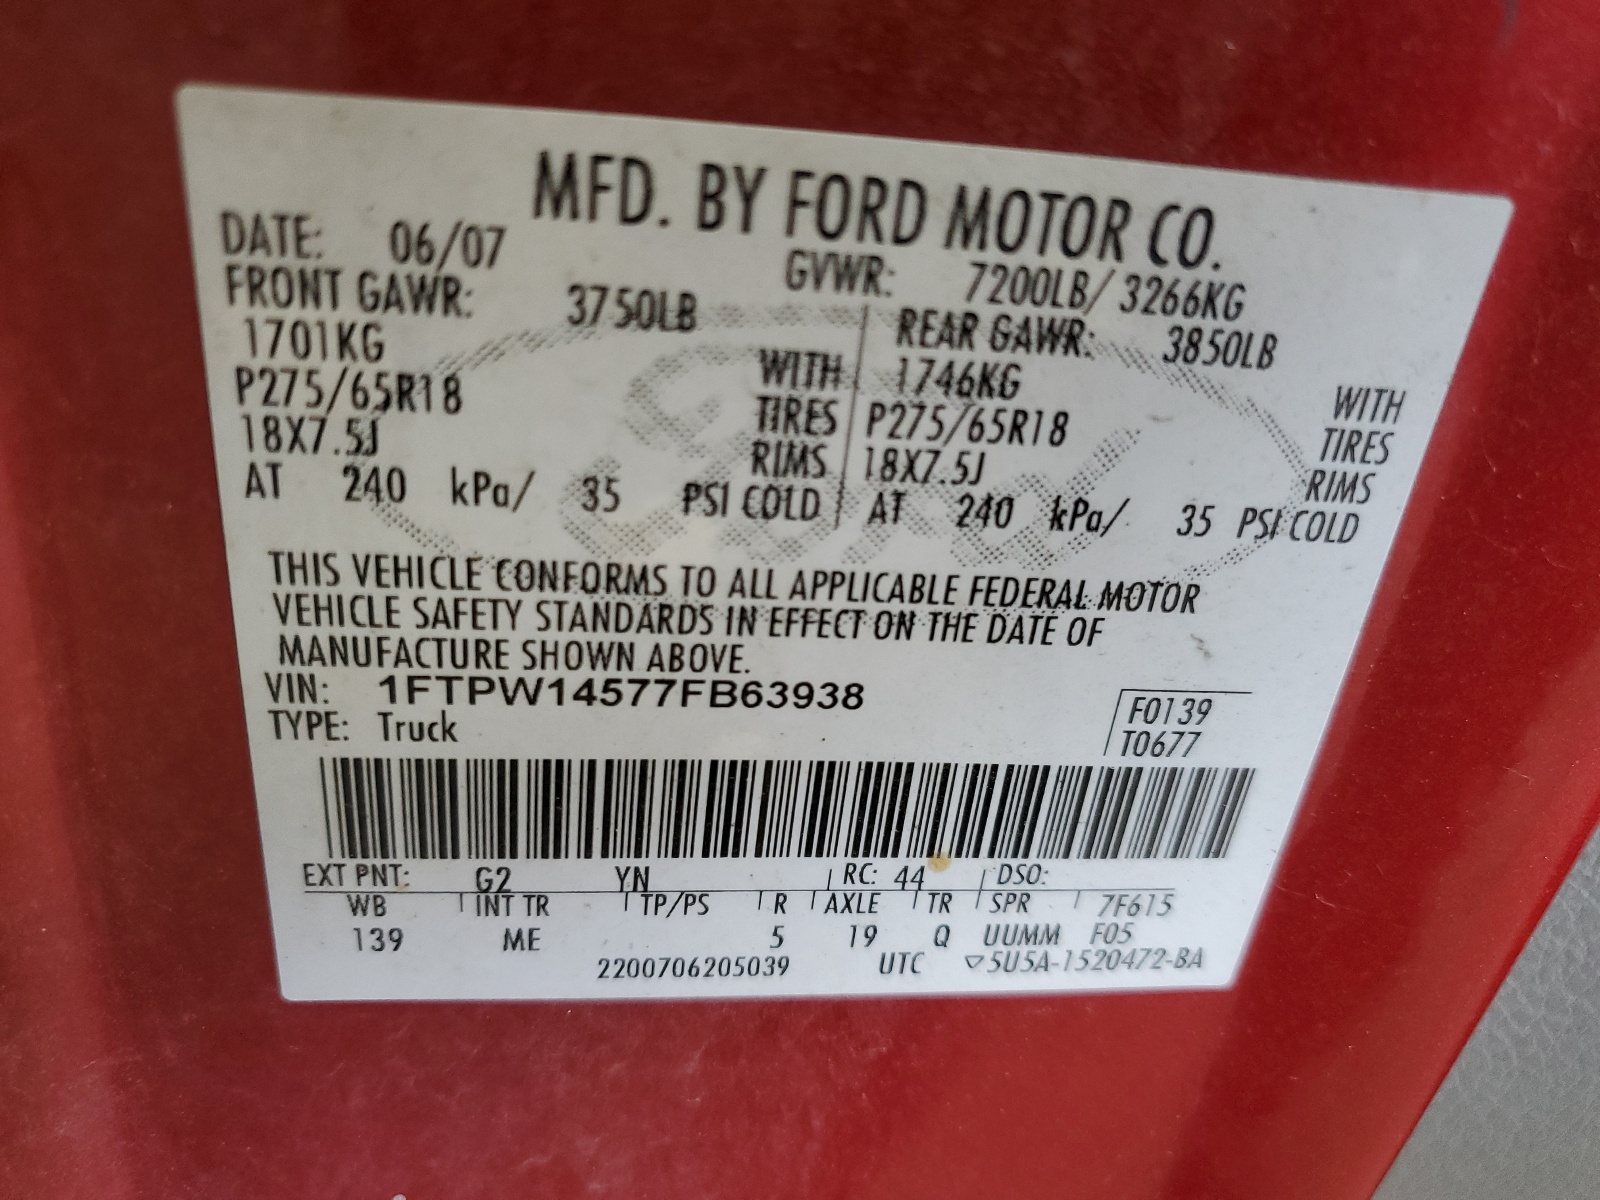 MFD. BY FORD MOTOR CO.
DATE: 06/07 GVWR: 7200LB/ 3266KG
FRONT GAWR: 3750LB REAR GAWR: 3850LB
1701KG WITH 1746KG WITH
P275/65R18 TIRES P275/65R18 TIRES
18X7.5J RIMS 18X7.5J RIMS
AT 240 kPa/ 35 PSI COLD AT 240 kPa/ 35 PSI COLD
THIS VEHICLE CONFORMS TO ALL APPLICABLE FEDERAL MOTOR
VEHICLE SAFETY STANDARDS IN EFFECT ON THE DATE OF
MANUFACTURE SHOWN ABOVE.
VIN: 1FTPW14577FB63938 F0139
TYPE: Truck T0677
EXT PNT: G2 YN RC: 44 DSO:
WB INT TR TP/PS R AXLE TR SPR 7F615
139 ME 5 19 Q UUMM F05
2200706205039 UTC ▽5U5A-1520472-BA
Ford